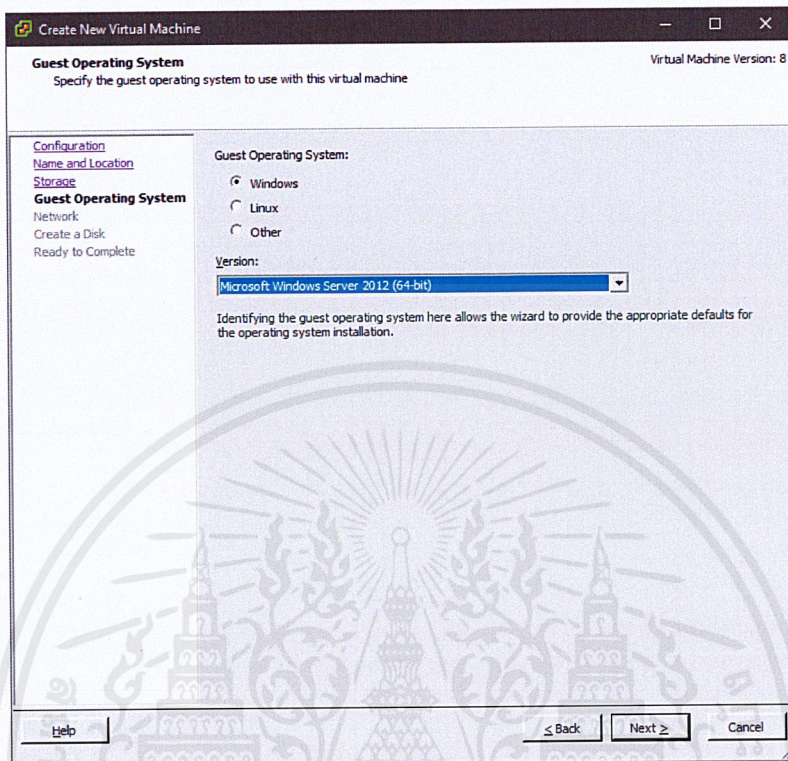 Create New Virtual Machine
Guest Operating System
Virtual Machine Version: 8
Specify the guest operating system to use with this virtual machine
Configuration
Name and Location
Storage
Guest Operating System
Network
Create a Disk
Ready to Complete
Guest Operating System:
Windows
Linux
Other
Version:
Microsoft Windows Server 2012 (64-bit)
Identifying the guest operating system here allows the wizard to provide the appropriate defaults for
the operating system installation.
Help
< Back
Next >
Cancel